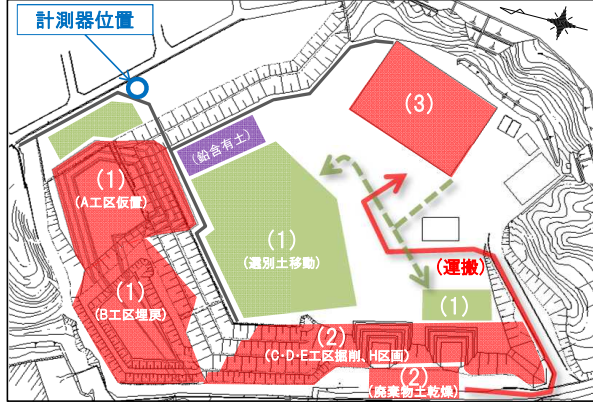 計測器位置
(3)
(鉛含有土)
(1)
(A工区仮置)
(1)
(選別土移動)
(運搬)
(1)
(B工区埋戻)
(1)
(2)
(C・D・E工区掘削、H区画)
(2)
(廃棄物土乾燥)